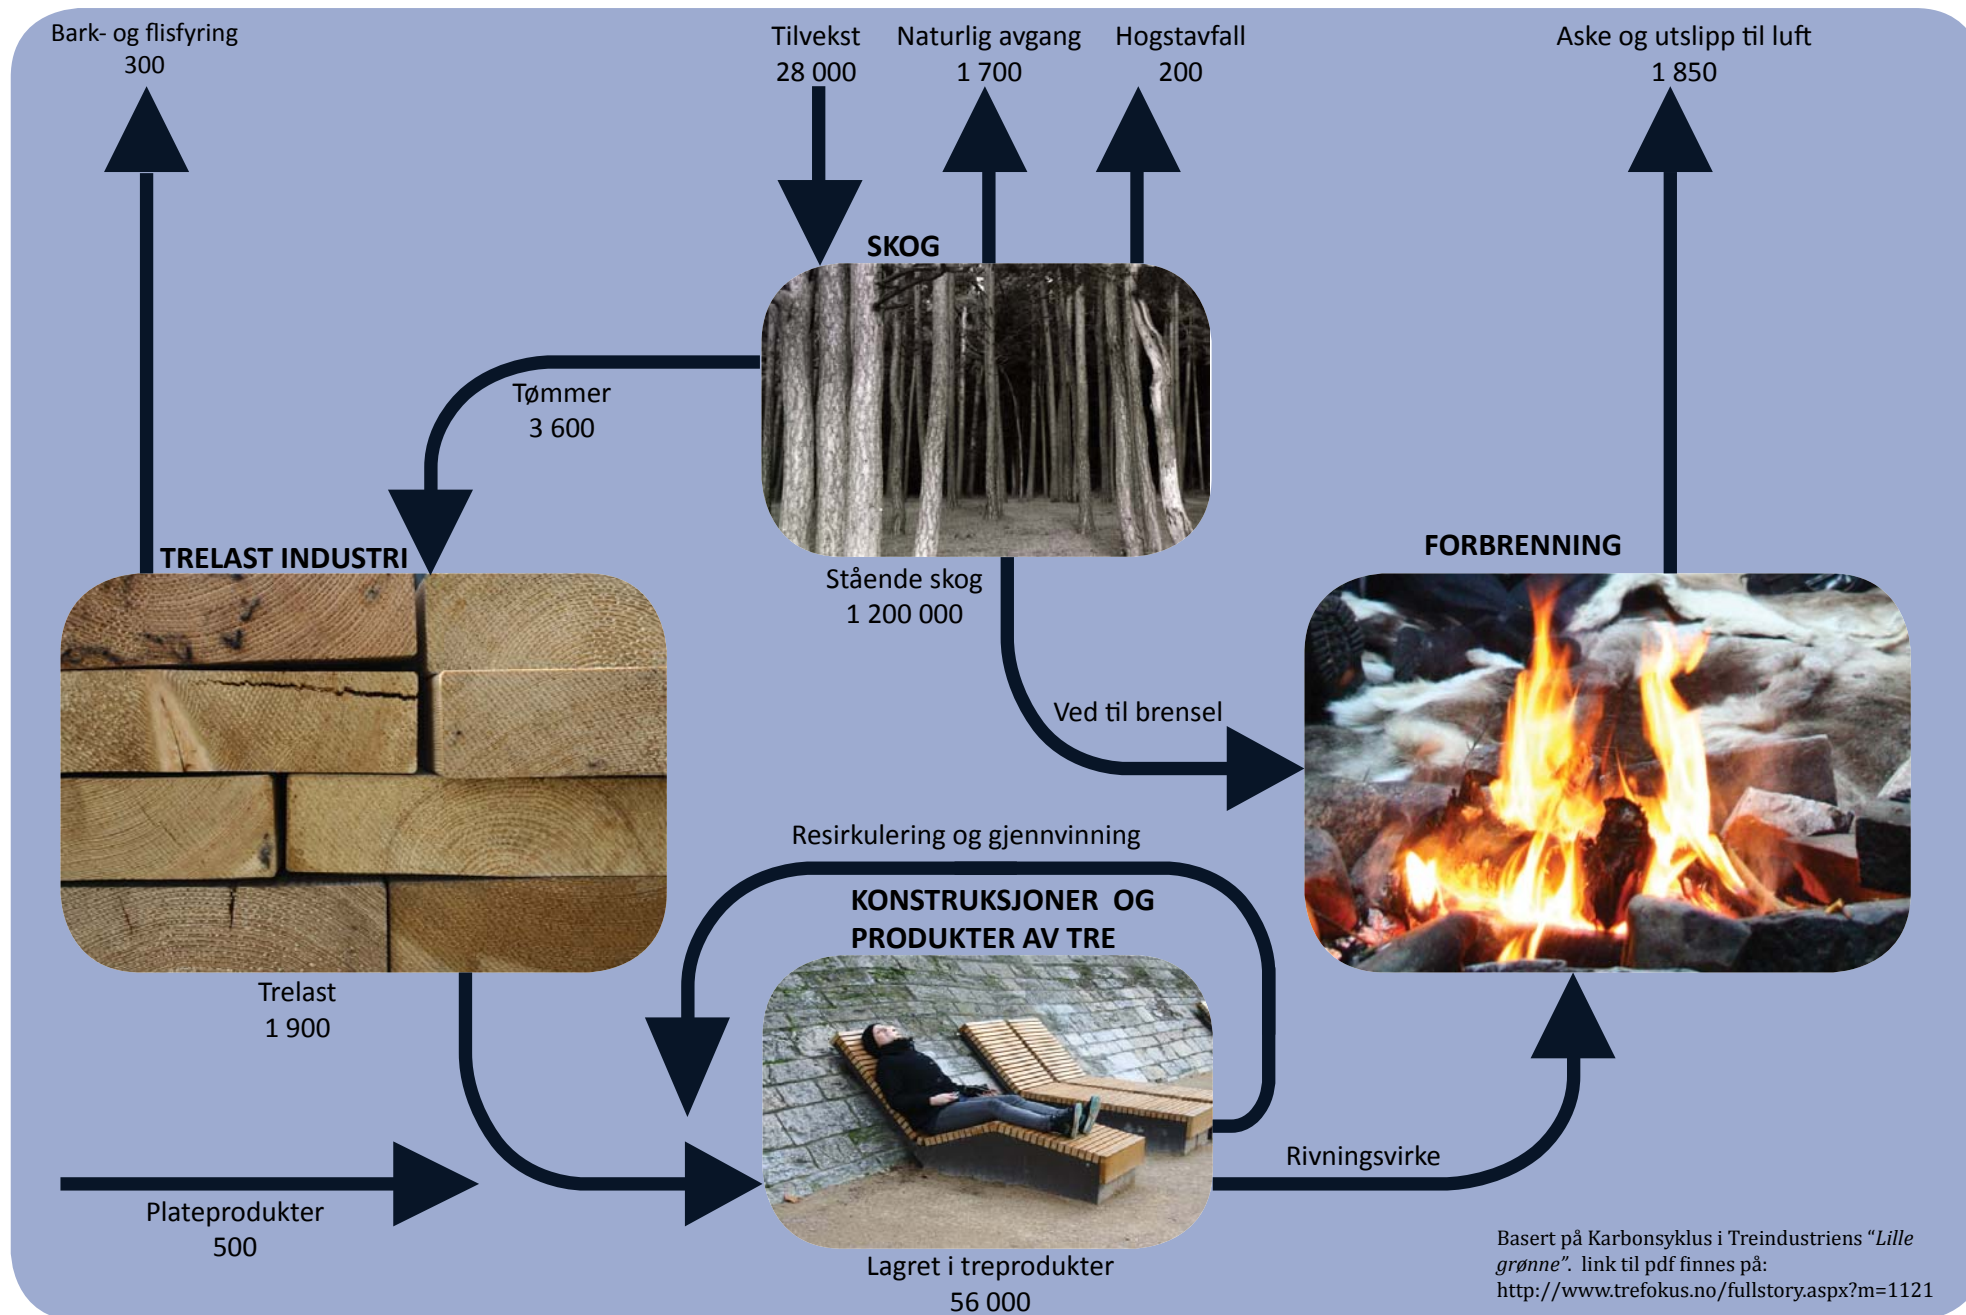 Bark- og flisfyring
300
Tilvekst
28 000
Naturlig avgang
1 700
Hogstavfall
200
Aske og utslipp til luft
1 850
SKOG
Tømmer
3 600
TRELAST INDUSTRI
Stående skog
1 200 000
FORBRENNING
Ved til brensel
Resirkulering og gjennvinning
KONSTRUKSJONER OG
PRODUKTER AV TRE
Trelast
1 900
Plateprodukter
500
Rivningsvirke
Lagret i treprodukter
56 000
Basert på Karbonsyklus i Treindustriens “Lille
grønne”. link til pdf finnes på:
http://www.trefokus.no/fullstory.aspx?m=1121